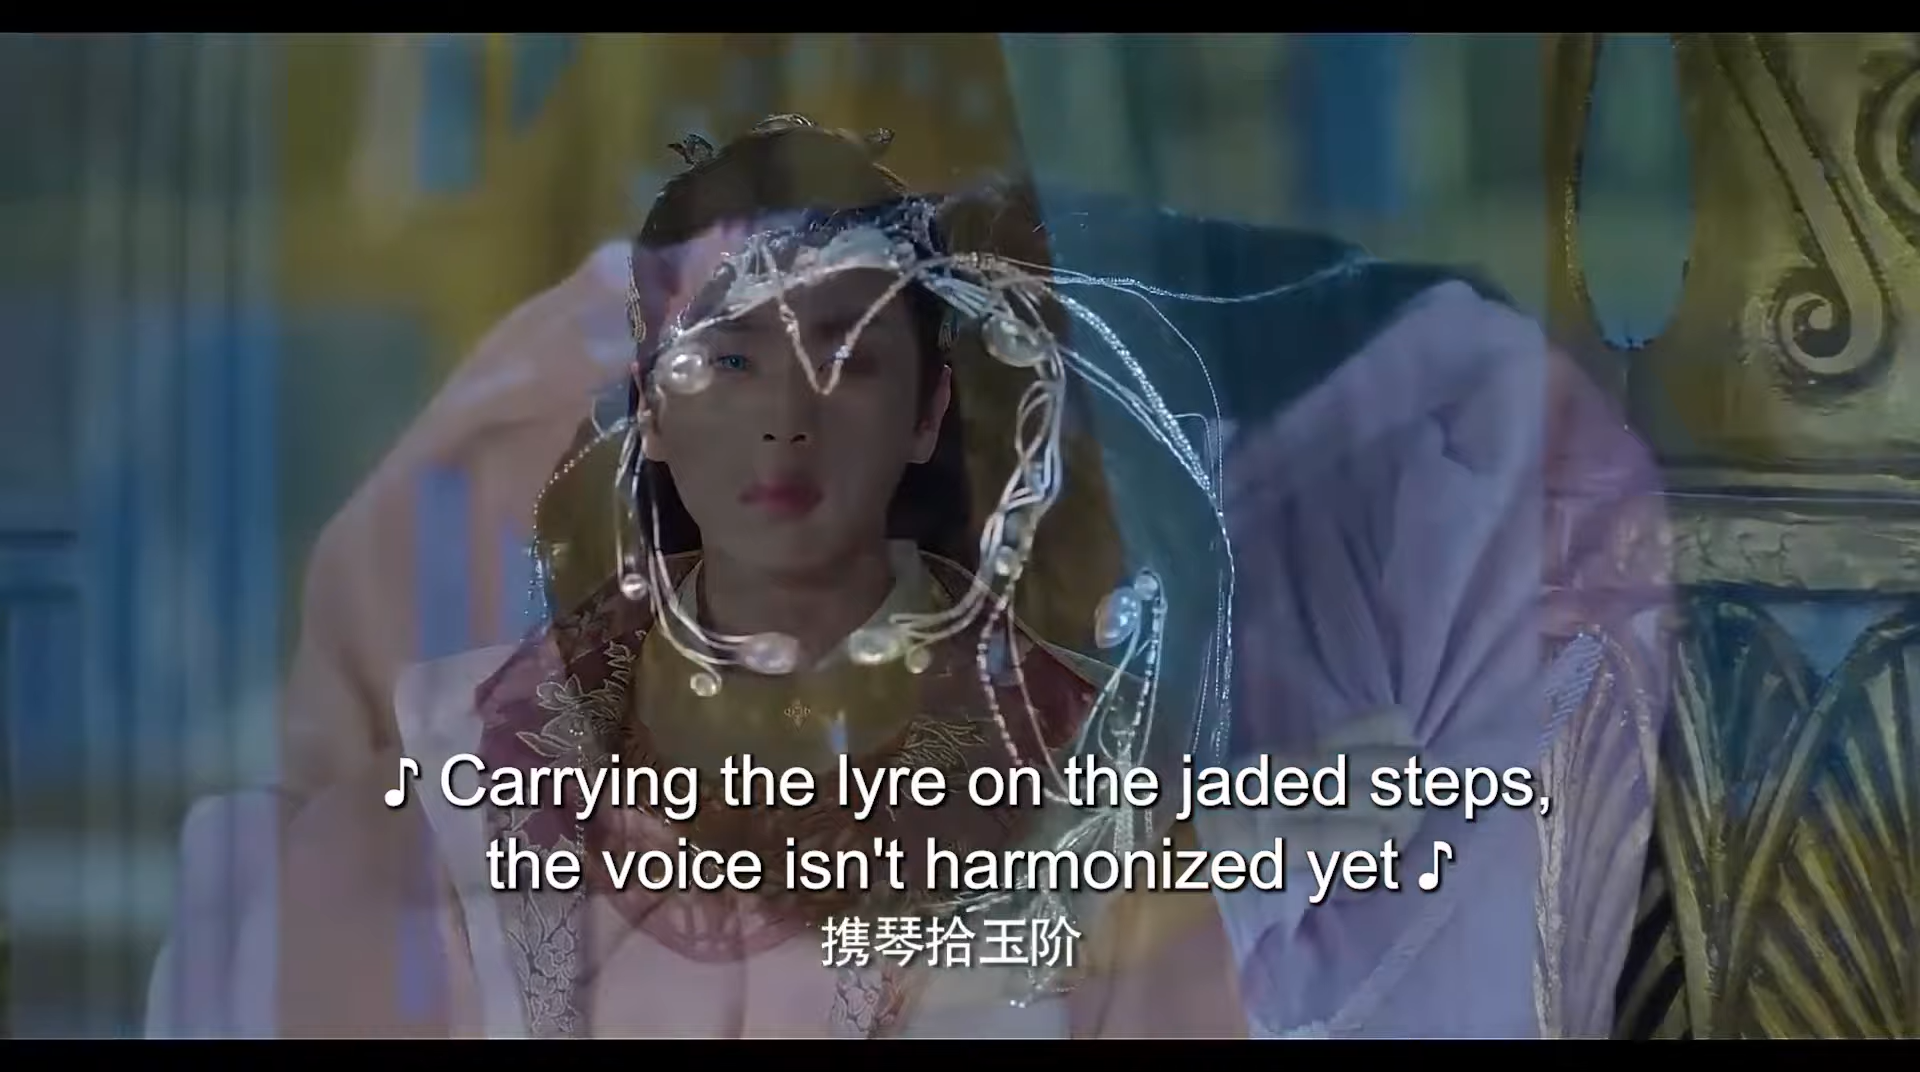 ♪ Carrying the lyre on the jaded steps,
the voice isn't harmonized yet ♪
携琴拾玉阶